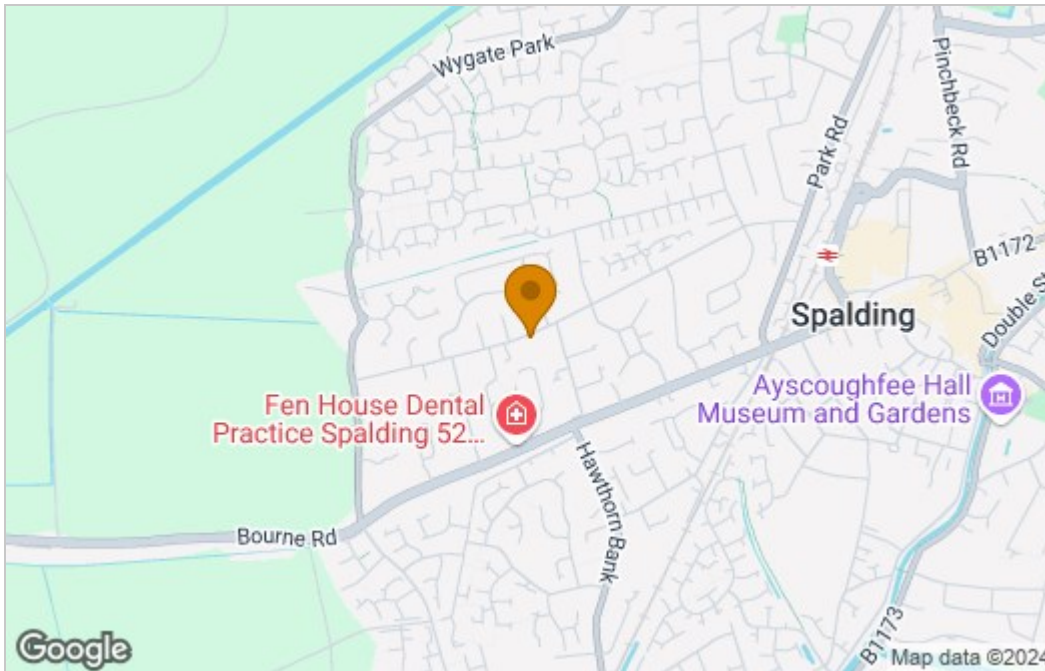 Wygate Park
Pinchbeck Rd
Park Rd
B1172
Spalding
Double St
Ayscoughfee Hall
Museum and Gardens
Fen House Dental
Practice Spalding 52...
Hawthorn Bank
Bourne Rd
B1173
Google
Map data ©2024